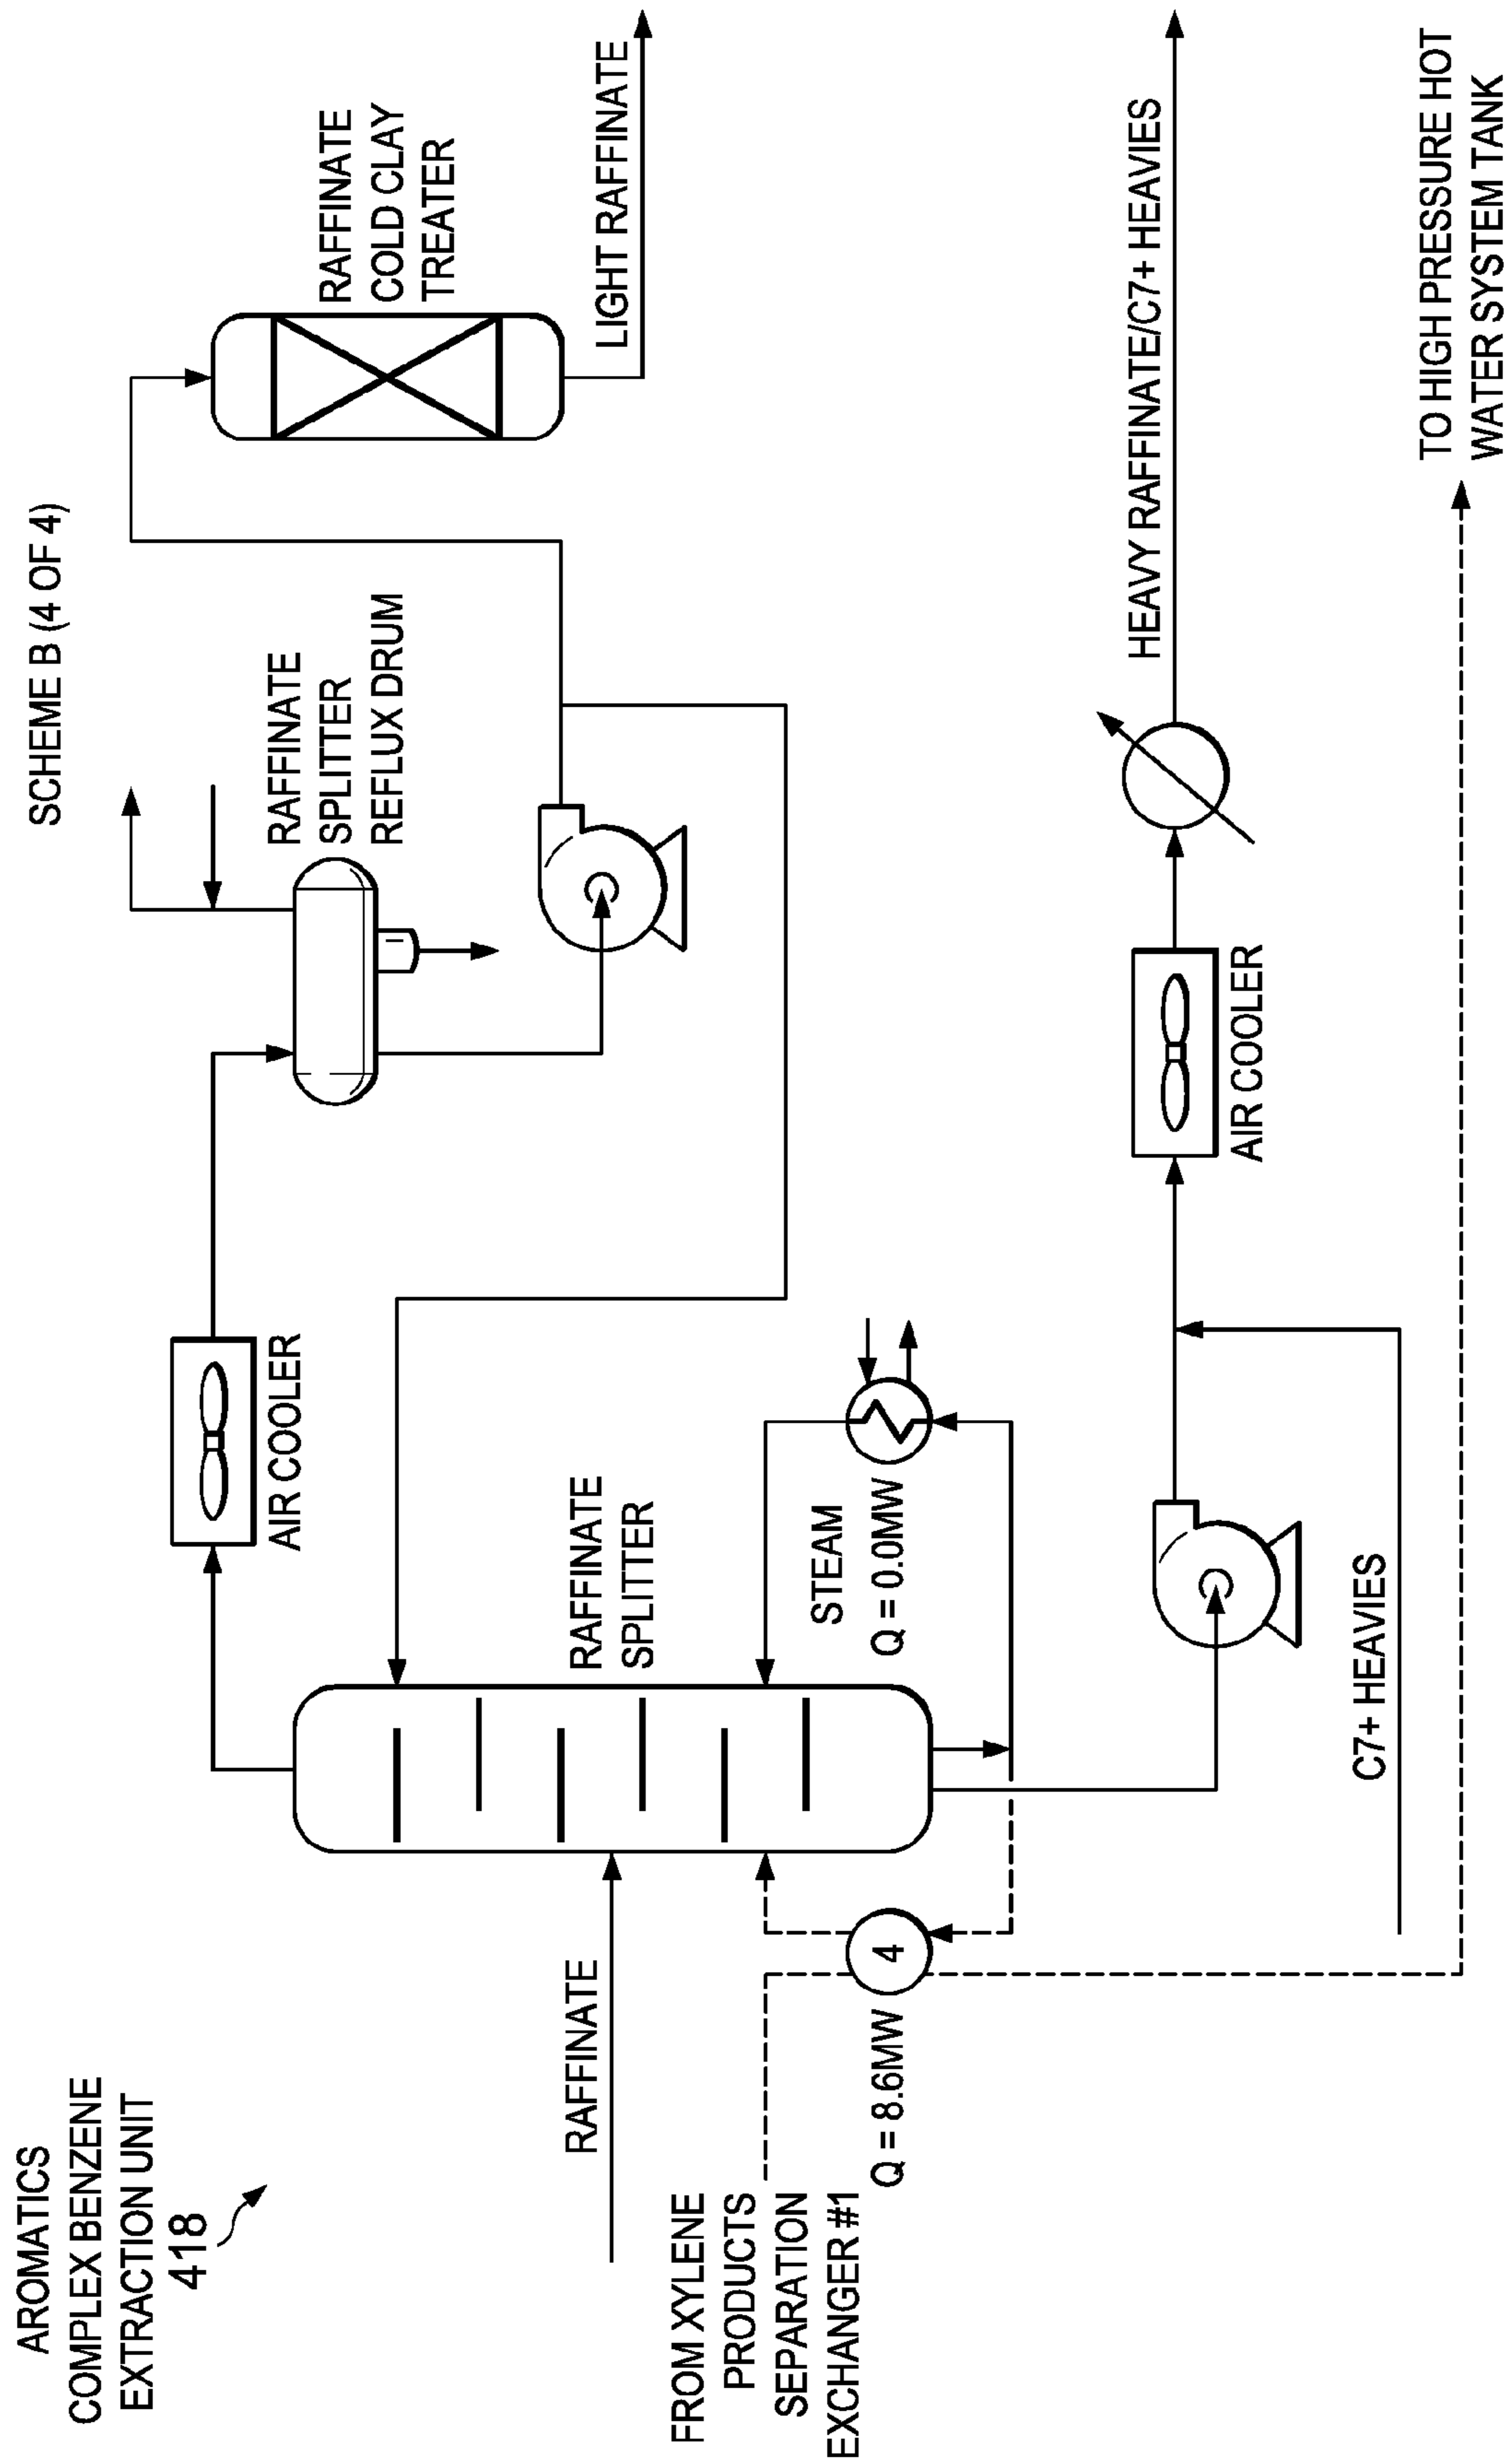 AROMATICS
COMPLEX BENZENE
EXTRACTION UNIT
418
SCHEME B (4 OF 4)
AIR COOLER
RAFFINATE
SPLITTER
REFLUX DRUM
RAFFINATE
COLD CLAY
TREATER
LIGHT RAFFINATE
RAFFINATE
RAFFINATE
SPLITTER
FROM XYLENE
PRODUCTS
SEPARATION
EXCHANGER #1
4
Q = 8.6MW
STEAM
Q = 0.0MW
AIR COOLER
HEAVY RAFFINATE/C7+ HEAVIES
C7+ HEAVIES
TO HIGH PRESSURE HOT
WATER SYSTEM TANK